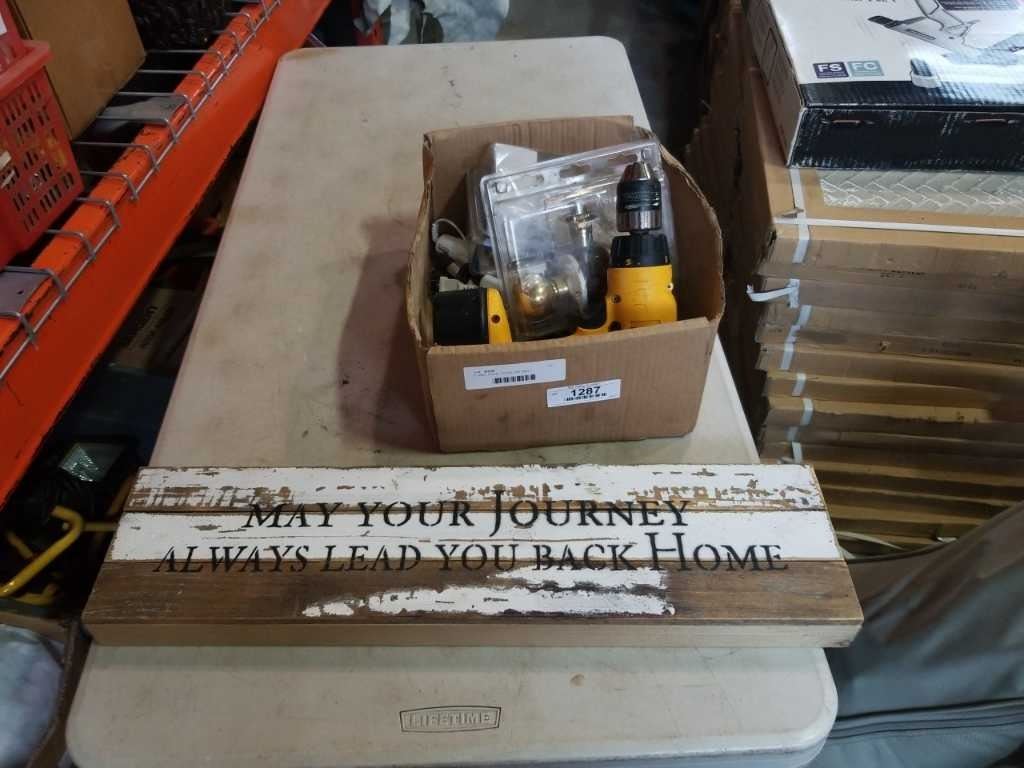 FS FC
1287
MAY YOUR JOURNEY
ALWAYS LEAD YOU BACK HOME
LIFETIME